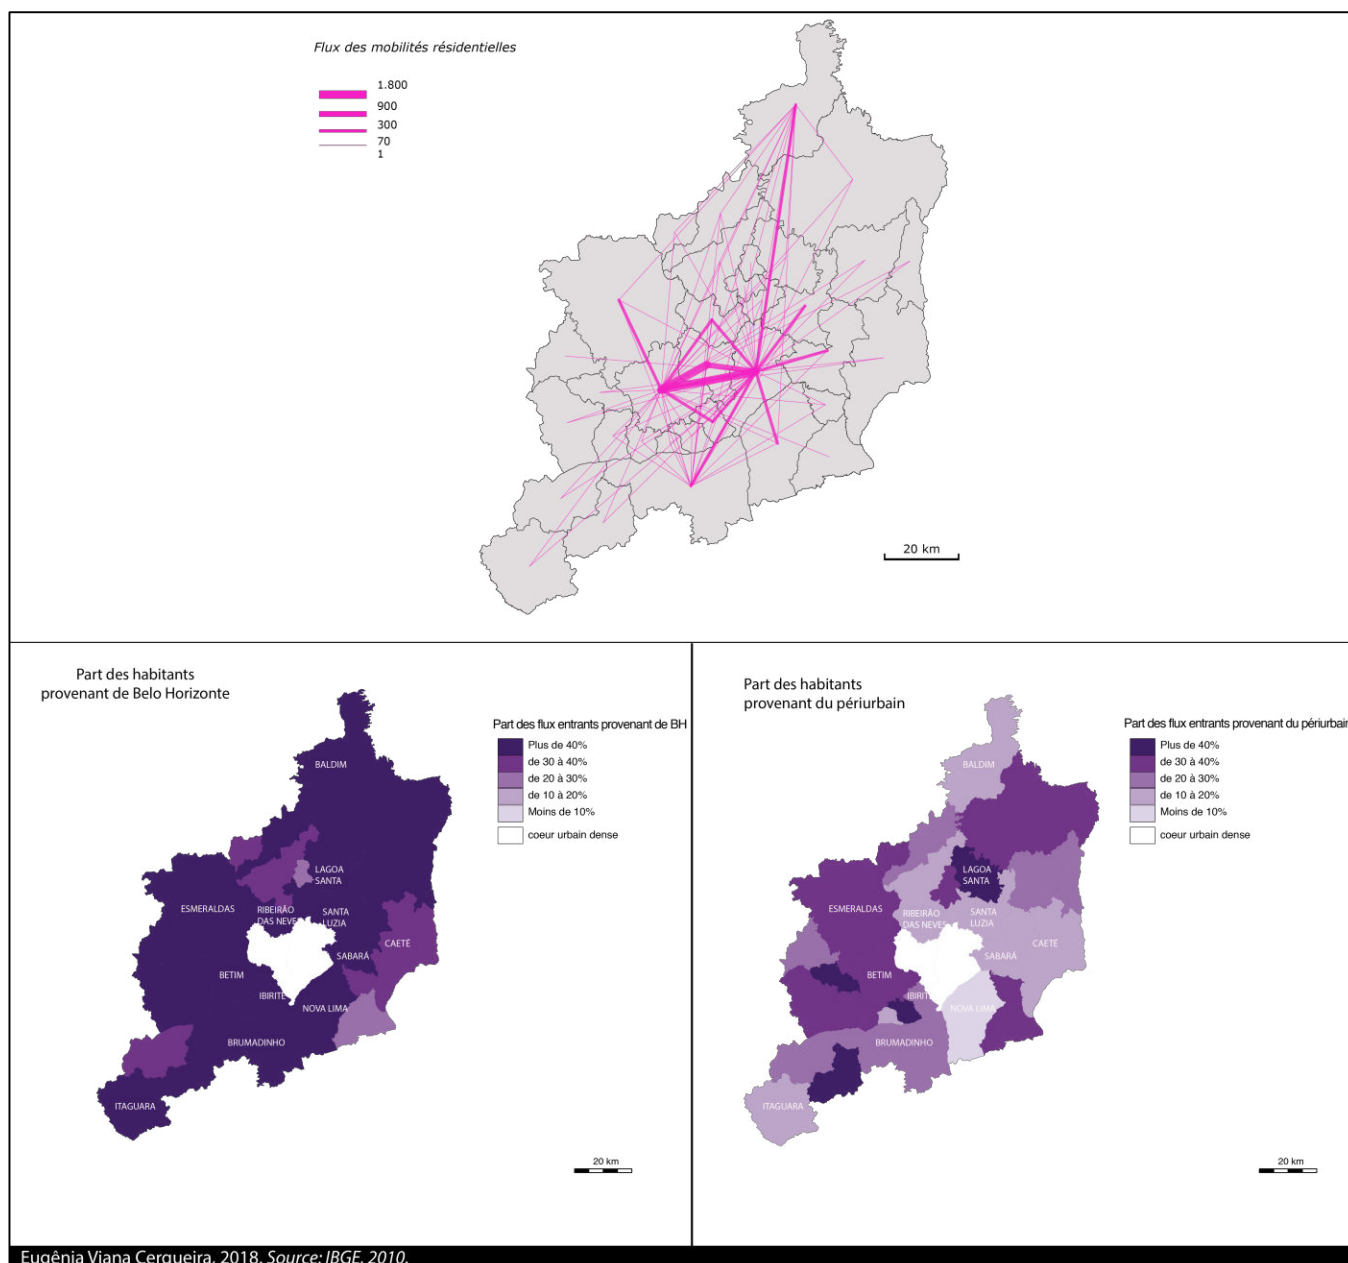 Flux des mobilités résidentielles
1.800
900
300
70
1
20 km
Part des habitants
provenant de Belo Horizonte
Part des flux entrants provenant de BH
Plus de 40%
de 30 à 40%
de 20 à 30%
de 10 à 20%
Moins de 10%
coeur urbain dense
BALDIM
LAGOA
SANTA
ESMERALDAS
RIBEIRÃO
DAS NEVES
SANTA
LUZIA
CAETÉ
SABARÁ
BETIM
IBIRITE
NOVA LIMA
BRUMADINHO
ITAGUARA
20 km
Part des habitants
provenant du périurbain
Part des flux entrants provenant du périurbain
Plus de 40%
de 30 à 40%
de 20 à 30%
de 10 à 20%
Moins de 10%
coeur urbain dense
BALDIM
LAGOA
SANTA
ESMERALDAS
RIBEIRÃO
DAS NEVES
SANTA
LUZIA
CAETÉ
SABARÁ
BETIM
IBIRITE
NOVA LIMA
BRUMADINHO
ITAGUARA
20 km
Eugênia Viana Cerqueira, 2018. Source: IBGE, 2010.